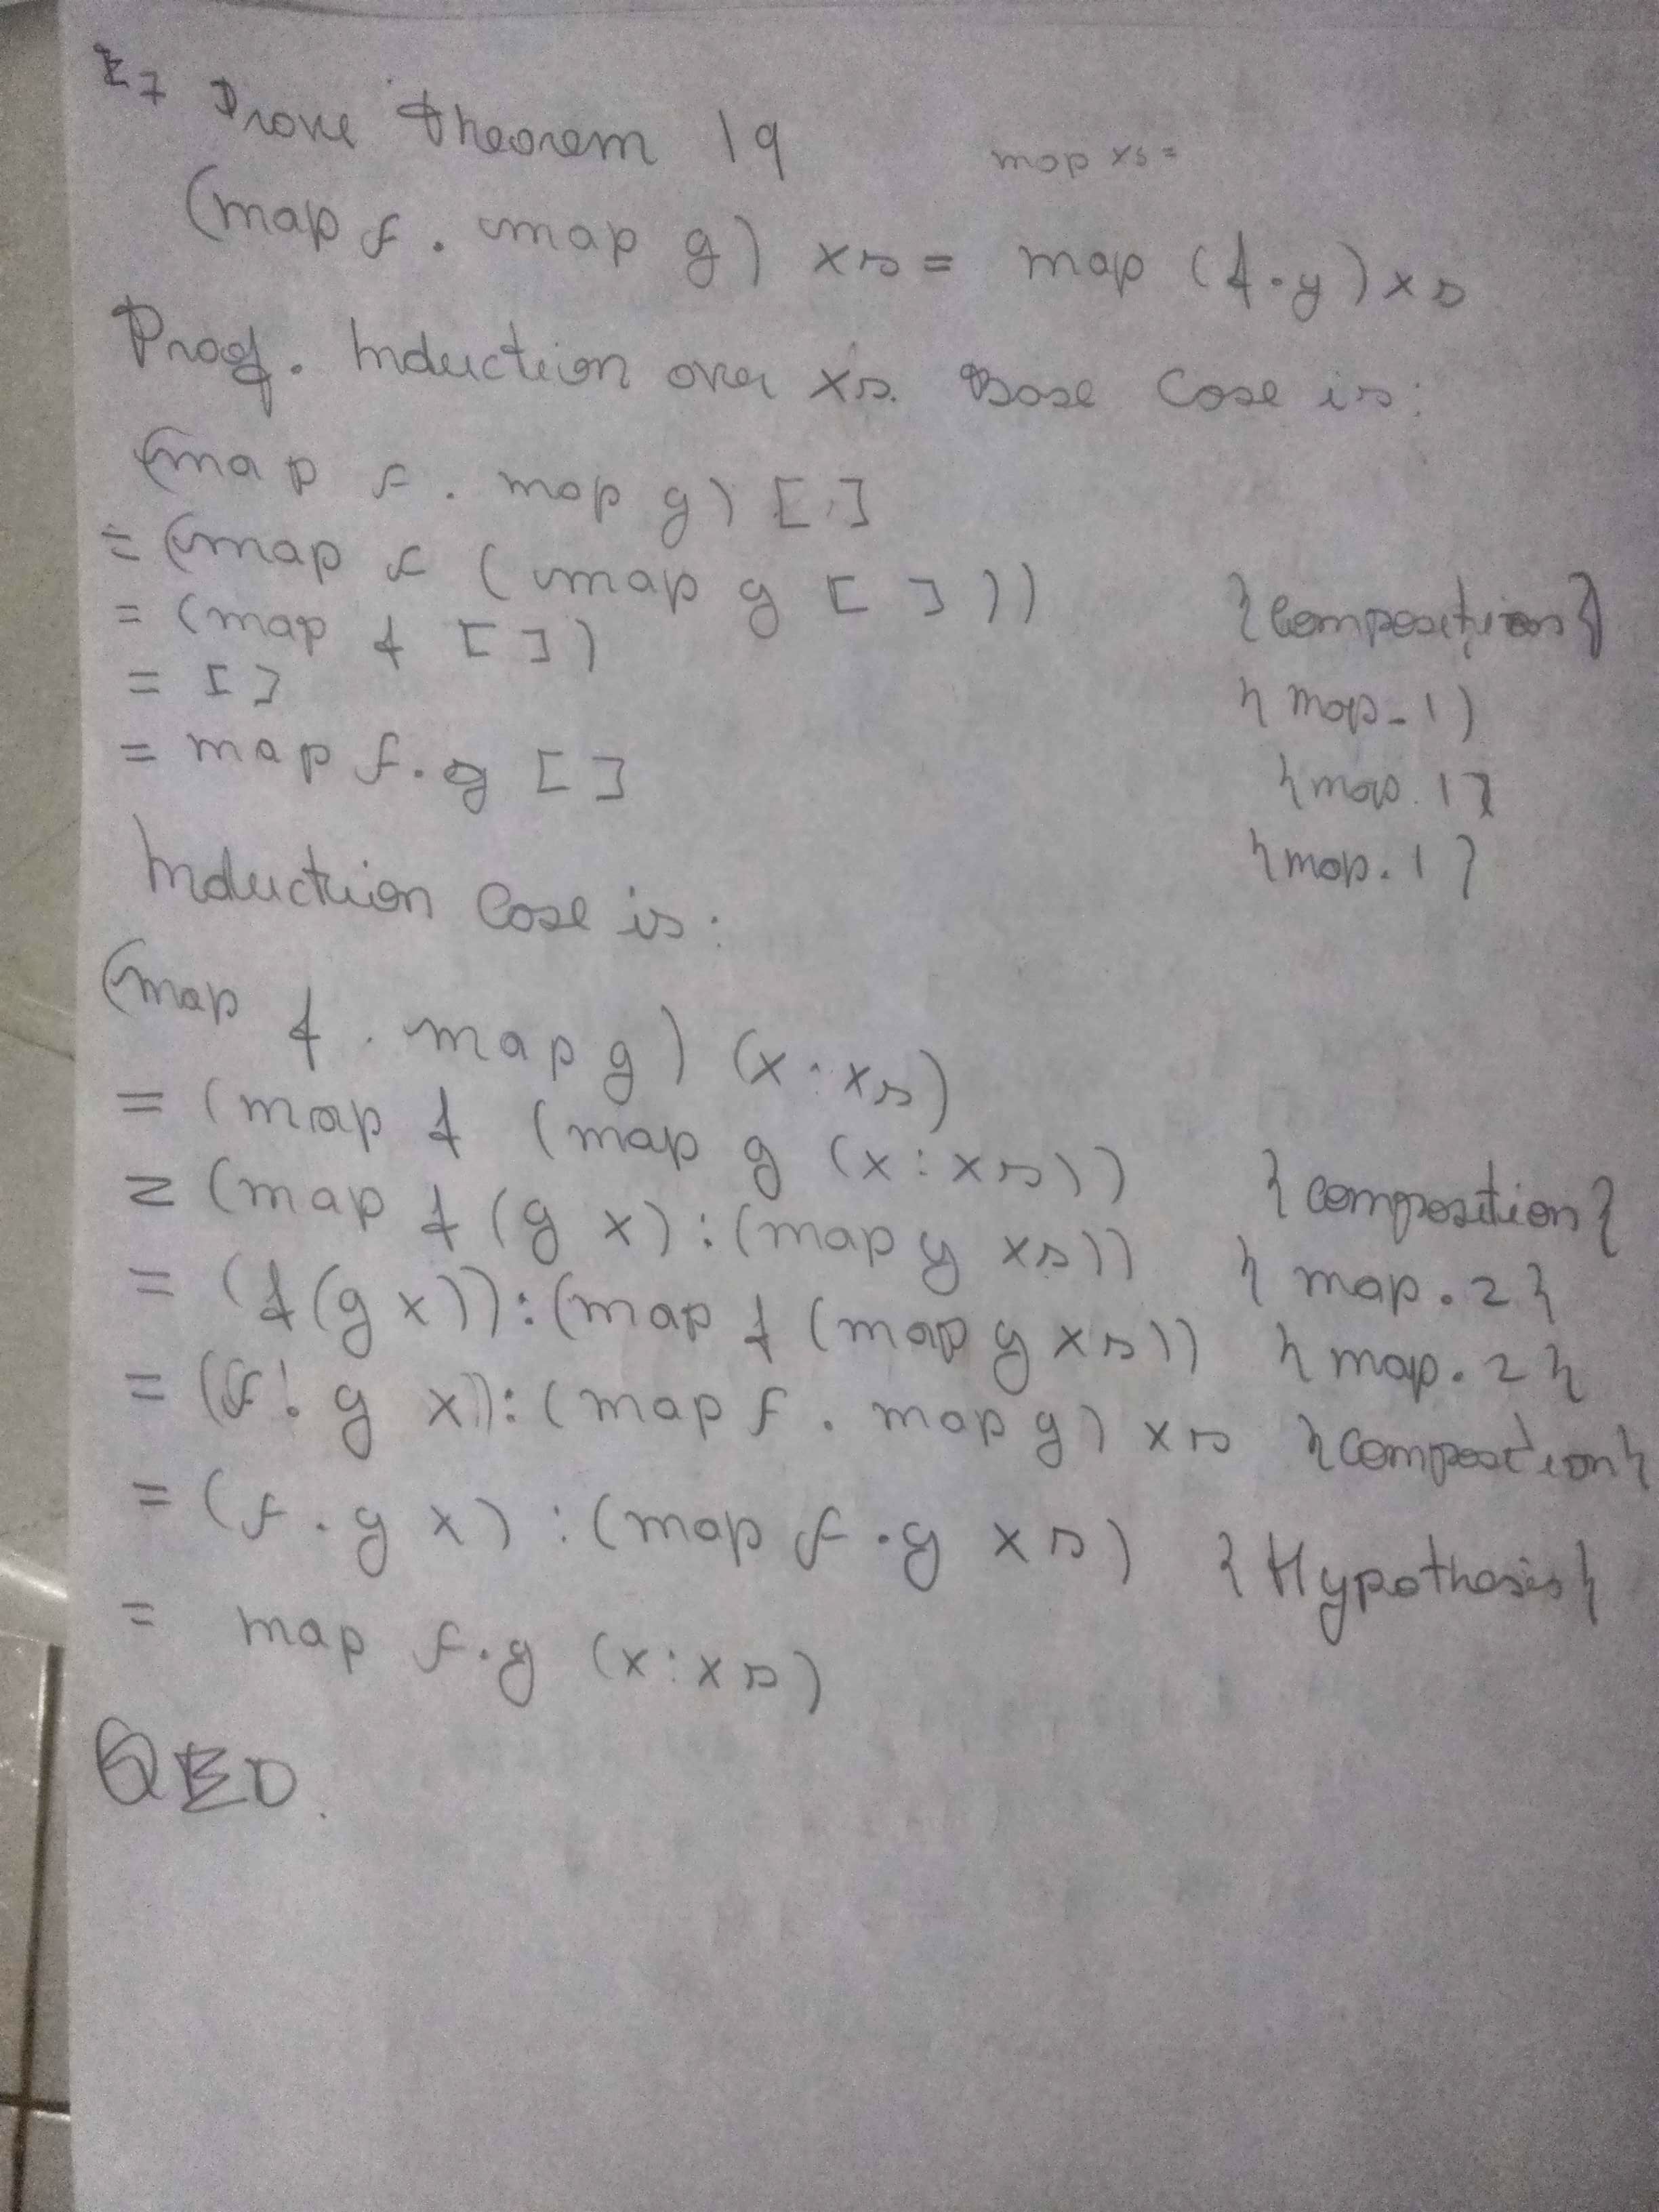 E7 Prove theorem 19
map xs =
(map f . map g) xs = map (f.g) xs
Proof. Induction over xs. Base Case is:
(map f . map g) [ ]
= (map f (map g [ ])) {composition}
= (map f [ ]) {map.1}
= [ ] {map.1}
= map f.g [ ] {map.1}
Induction Case is:
(map f . map g) (x:xs)
= (map f (map g (x:xs)) {composition}
= (map f (g x):(map g xs)) {map.2}
= (f(g x)):(map f (map g xs)) {map.2}
= (f . g x):(map f . map g) xs {composition}
= (f . g x) : (map f .g xs) {Hypothesis}
= map f.g (x:xs)
QED.